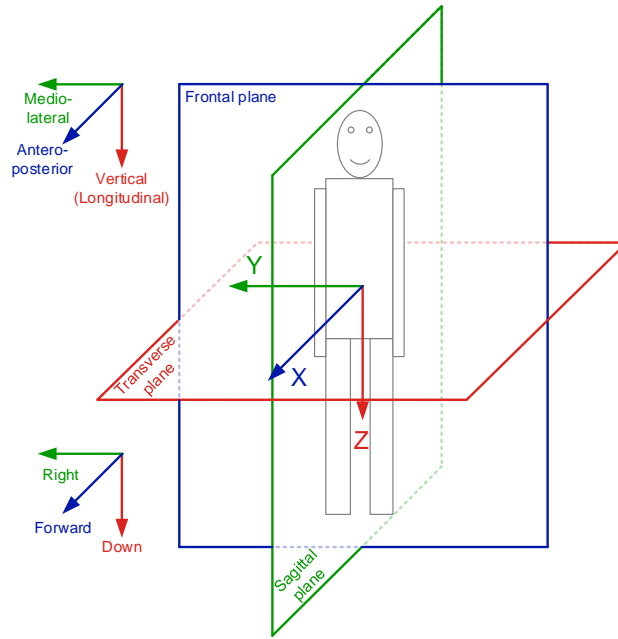 Frontal plane
Medio-
lateral
Antero-
posterior
Vertical
(Longitudinal)
Y
X
Z
Transverse
plane
Right
Forward
Down
Sagittal
plane